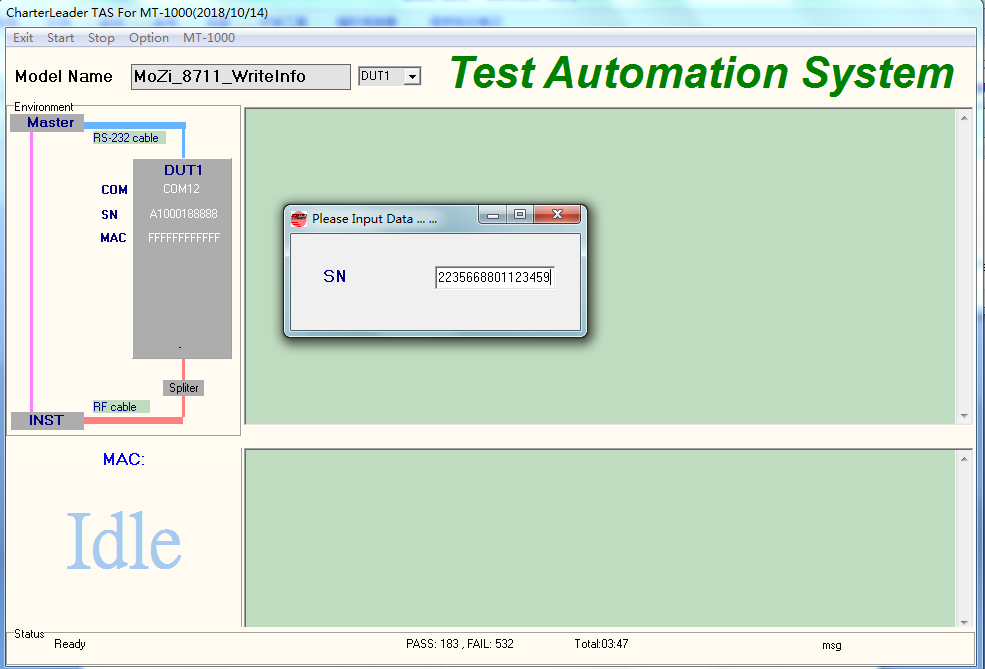 CharterLeader TAS For MT-1000(2018/10/14)
Exit Start Stop Option MT-1000
Model Name MoZi_8711_WriteInfo DUT1 Test Automation System
Environment
Master
RS-232 cable
DUT1
COM COM12
SN A1000188888
MAC FFFFFFFFFFFF
.
Spliter
RF cable
INST
Please Input Data ... ...
SN 2235668801123459
MAC:
Idle
Status
Ready PASS: 183 , FAIL: 532 Total:03:47 msg